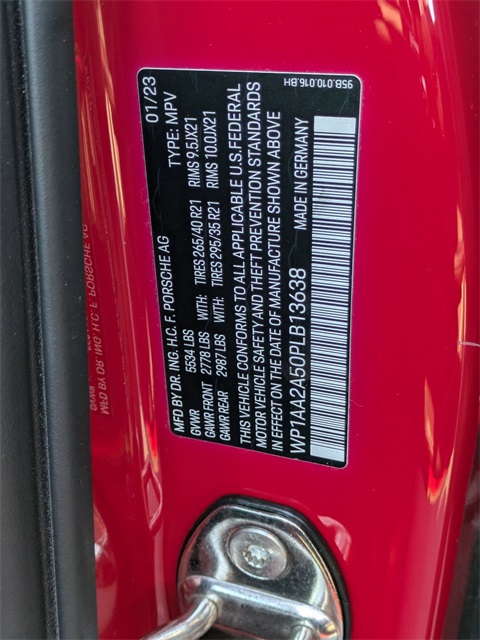 MFD BY DR. ING. H.C. F. PORSCHE AG 01/23
GVWR 5534 LBS TYPE: MPV
GAWR FRONT 2778 LBS WITH: TIRES 265/40 R21 RIMS 9.5JX21
GAWR REAR 2987 LBS WITH: TIRES 295/35 R21 RIMS 10.0JX21
THIS VEHICLE CONFORMS TO ALL APPLICABLE U.S. FEDERAL
MOTOR VEHICLE SAFETY AND THEFT PREVENTION STANDARDS
IN EFFECT ON THE DATE OF MANUFACTURE SHOWN ABOVE
WP1AA2A50PLB13638 MADE IN GERMANY
95B.010.016.BH